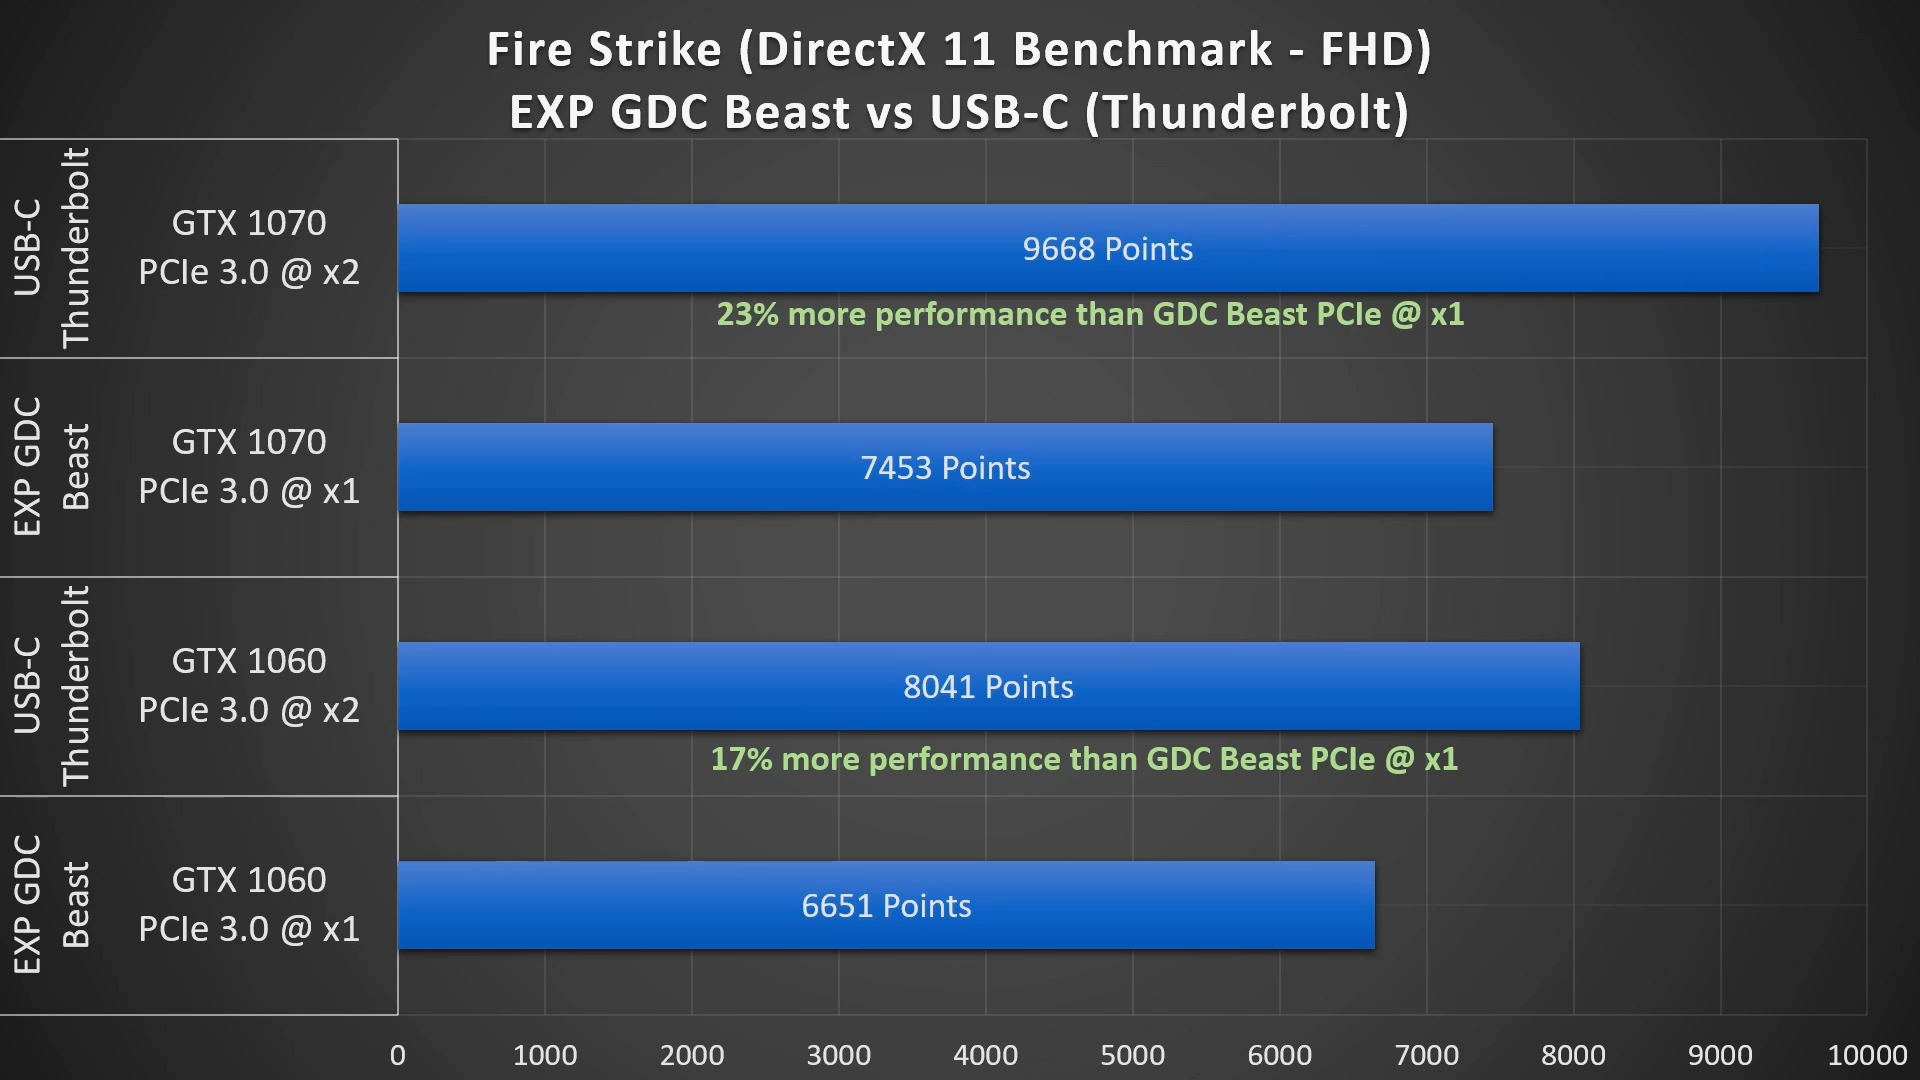 Fire Strike (DirectX 11 Benchmark - FHD)
EXP GDC Beast vs USB-C (Thunderbolt)
USB-C
Thunderbolt
GTX 1070
PCIe 3.0 @ x2
9668 Points
23% more performance than GDC Beast PCIe @ x1
EXP GDC
Beast
GTX 1070
PCIe 3.0 @ x1
7453 Points
USB-C
Thunderbolt
GTX 1060
PCIe 3.0 @ x2
8041 Points
17% more performance than GDC Beast PCIe @ x1
EXP GDC
Beast
GTX 1060
PCIe 3.0 @ x1
6651 Points
0 1000 2000 3000 4000 5000 6000 7000 8000 9000 10000